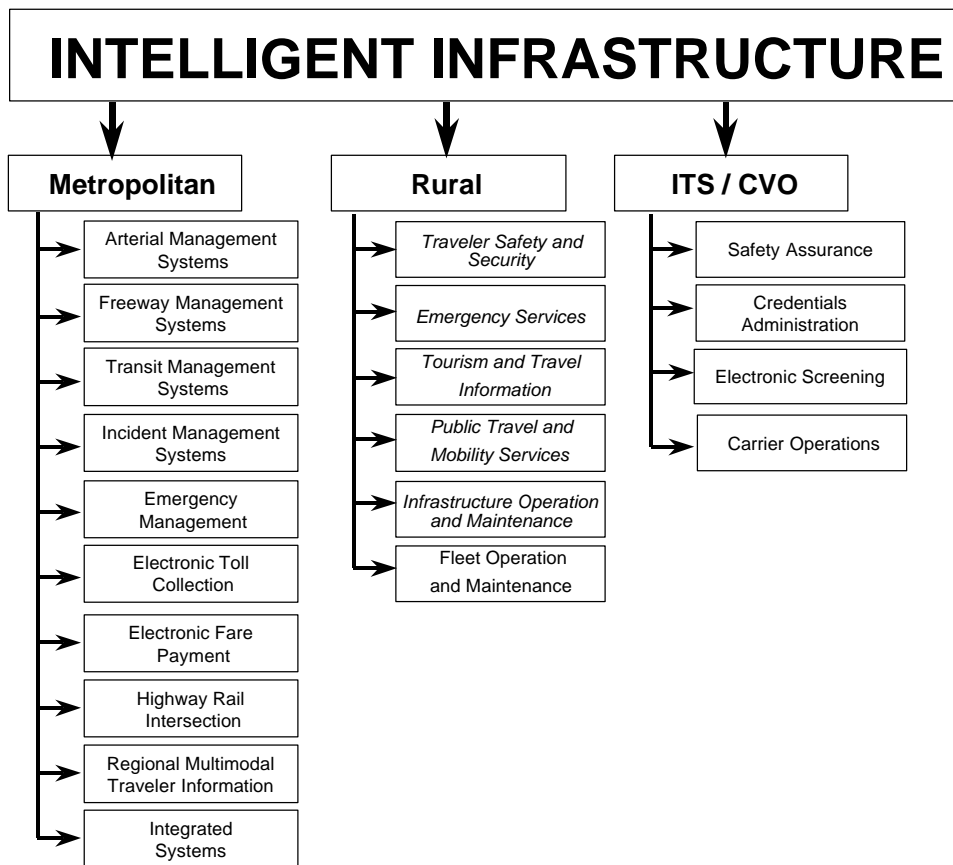 INTELLIGENT INFRASTRUCTURE
Metropolitan
Arterial Management
Systems
Freeway Management
Systems
Transit Management
Systems
Incident Management
Systems
Emergency
Management
Electronic Toll
Collection
Electronic Fare
Payment
Highway Rail
Intersection
Regional Multimodal
Traveler Information
Integrated
Systems
Rural
Traveler Safety and
Security
Emergency Services
Tourism and Travel
Information
Public Travel and
Mobility Services
Infrastructure Operation
and Maintenance
Fleet Operation
and Maintenance
ITS / CVO
Safety Assurance
Credentials
Administration
Electronic Screening
Carrier Operations